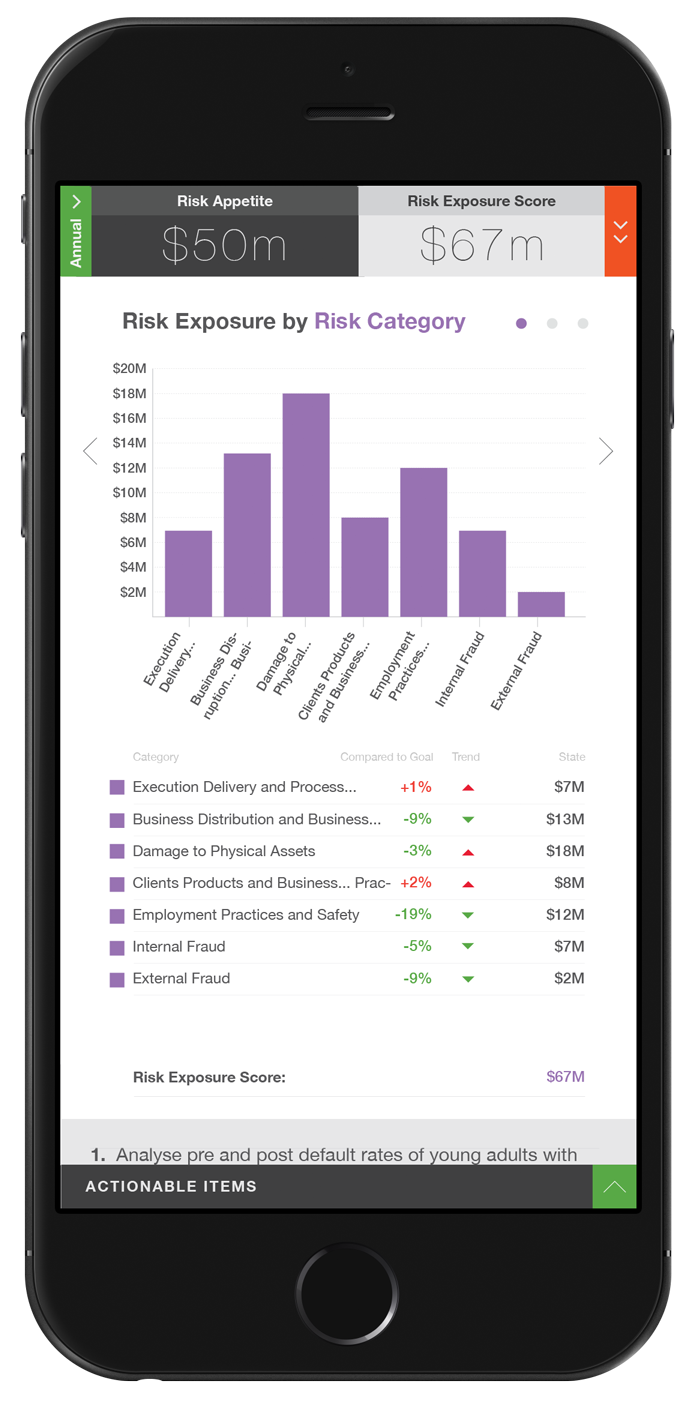 Annual
Risk Appetite
$50m
Risk Exposure Score
$67m
Risk Exposure by Risk Category
$20M
$18M
$16M
$14M
$12M
$10M
$8M
$6M
$4M
$2M
Execution
Delivery...
Business Dis-
ruption... Busi-
Damage to
Physical...
Clients Products
and Business...
Employment
Practices...
Internal Fraud
External Fraud
Category Compared to Goal Trend State
Execution Delivery and Process... +1% $7M
Business Distribution and Business... -9% $13M
Damage to Physical Assets -3% $18M
Clients Products and Business... Prac- +2% $8M
Employment Practices and Safety -19% $12M
Internal Fraud -5% $7M
External Fraud -9% $2M
Risk Exposure Score: $67M
1. Analyse pre and post default rates of young adults with
ACTIONABLE ITEMS